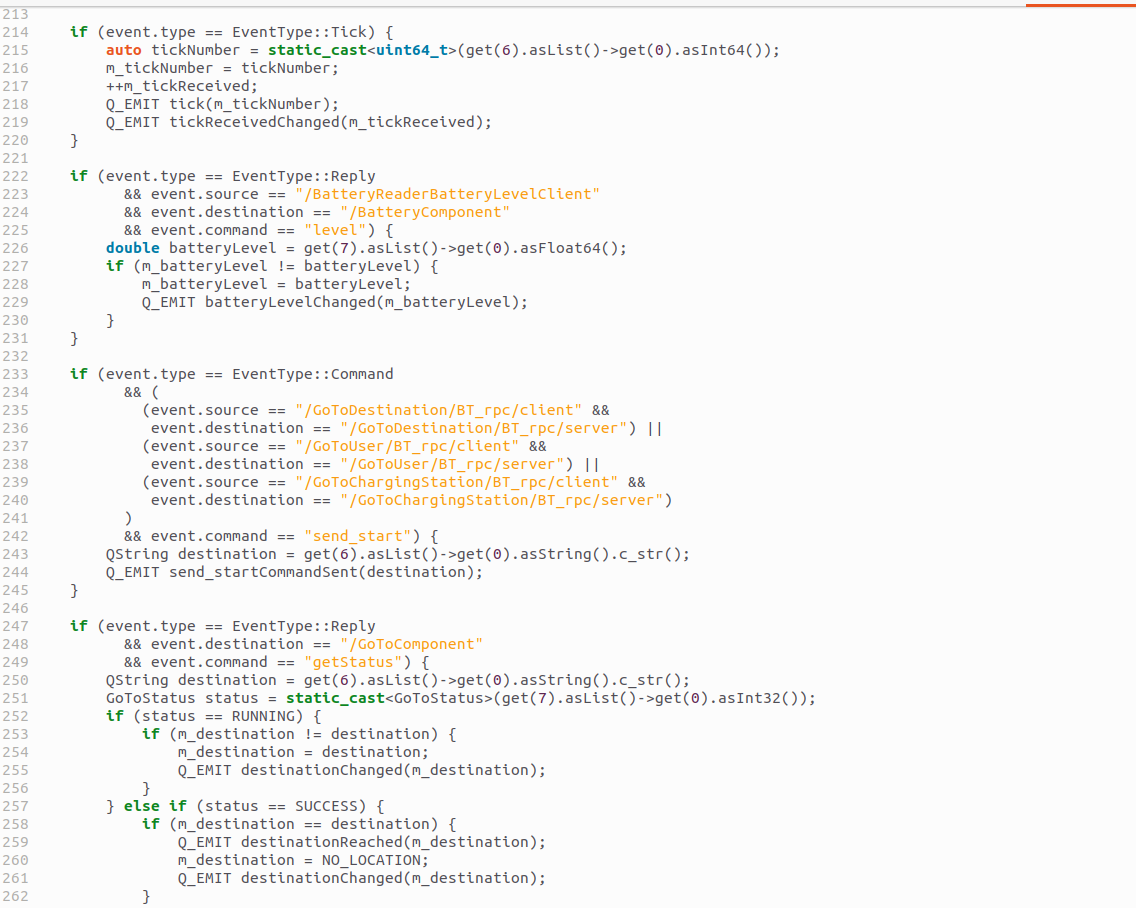 213
214 if (event.type == EventType::Tick) {
215 auto tickNumber = static_cast<uint64_t>(get(6).asList()->get(0).asInt64());
216 m_tickNumber = tickNumber;
217 ++m_tickReceived;
218 Q_EMIT tick(m_tickNumber);
219 Q_EMIT tickReceivedChanged(m_tickReceived);
220 }
221
222 if (event.type == EventType::Reply
223 && event.source == "/BatteryReaderBatteryLevelClient"
224 && event.destination == "/BatteryComponent"
225 && event.command == "level") {
226 double batteryLevel = get(7).asList()->get(0).asFloat64();
227 if (m_batteryLevel != batteryLevel) {
228 m_batteryLevel = batteryLevel;
229 Q_EMIT batteryLevelChanged(m_batteryLevel);
230 }
231 }
232
233 if (event.type == EventType::Command
234 && (
235 (event.source == "/GoToDestination/BT_rpc/client" &&
236 event.destination == "/GoToDestination/BT_rpc/server") ||
237 (event.source == "/GoToUser/BT_rpc/client" &&
238 event.destination == "/GoToUser/BT_rpc/server") ||
239 (event.source == "/GoToChargingStation/BT_rpc/client" &&
240 event.destination == "/GoToChargingStation/BT_rpc/server")
241 )
242 && event.command == "send_start") {
243 QString destination = get(6).asList()->get(0).asString().c_str();
244 Q_EMIT send_startCommandSent(destination);
245 }
246
247 if (event.type == EventType::Reply
248 && event.destination == "/GoToComponent"
249 && event.command == "getStatus") {
250 QString destination = get(6).asList()->get(0).asString().c_str();
251 GoToStatus status = static_cast<GoToStatus>(get(7).asList()->get(0).asInt32());
252 if (status == RUNNING) {
253 if (m_destination != destination) {
254 m_destination = destination;
255 Q_EMIT destinationChanged(m_destination);
256 }
257 } else if (status == SUCCESS) {
258 if (m_destination == destination) {
259 Q_EMIT destinationReached(m_destination);
260 m_destination = NO_LOCATION;
261 Q_EMIT destinationChanged(m_destination);
262 }